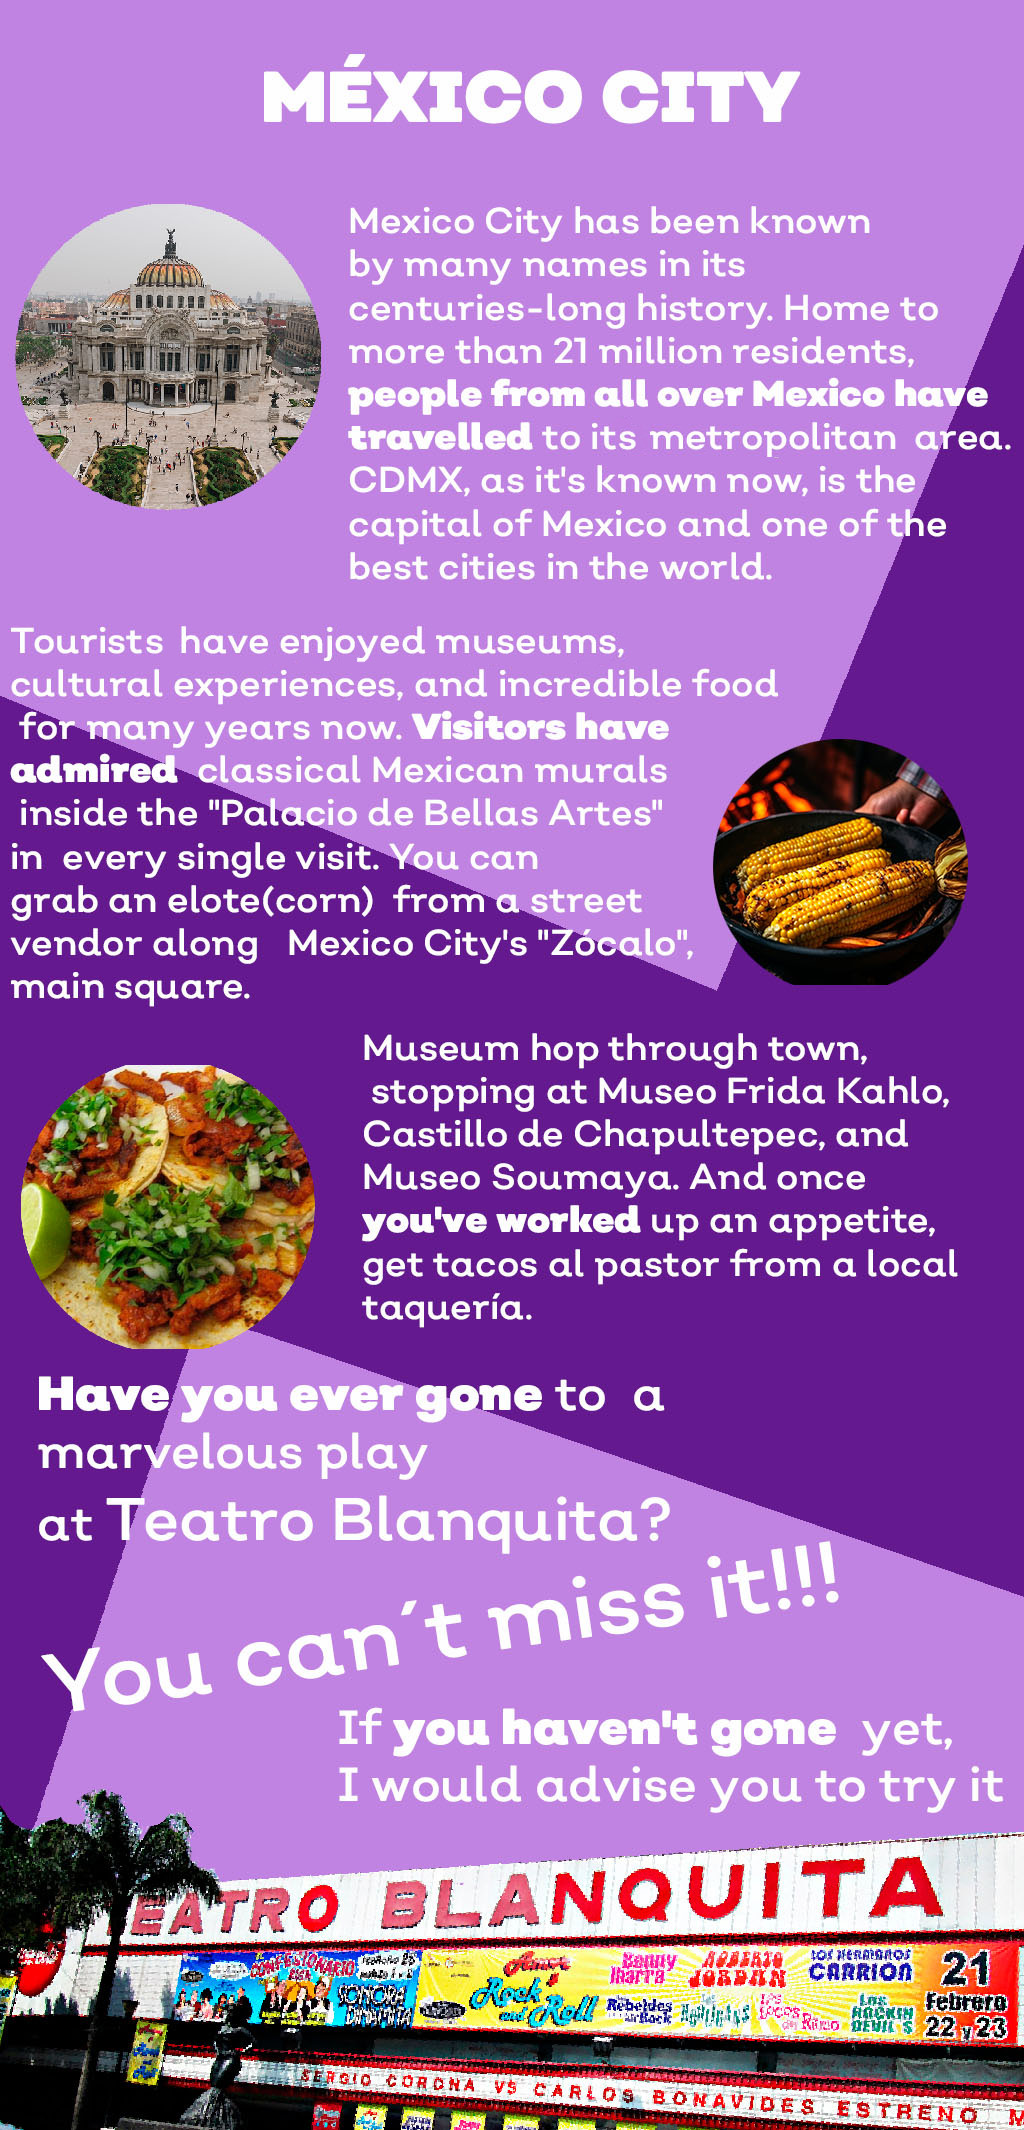 MÉXICO CITY
Mexico City has been known
by many names in its
centuries-long history. Home to
more than 21 million residents,
people from all over Mexico have
travelled to its metropolitan area.
CDMX, as it's known now, is the
capital of Mexico and one of the
best cities in the world.
Tourists have enjoyed museums,
cultural experiences, and incredible food
for many years now. Visitors have
admired classical Mexican murals
inside the "Palacio de Bellas Artes"
in every single visit. You can
grab an elote(corn) from a street
vendor along Mexico City's "Zócalo",
main square.
Museum hop through town,
stopping at Museo Frida Kahlo,
Castillo de Chapultepec, and
Museo Soumaya. And once
you've worked up an appetite,
get tacos al pastor from a local
taquería.
Have you ever gone to a
marvelous play
at Teatro Blanquita?
You can´t miss it!!!
If you haven't gone yet,
I would advise you to try it
TEATRO BLANQUITA
CONFESIONARIO
SONORA
DINAMITA
Amor
Rock
and Roll
Rebeldes
del Rock
ROBERTO
JORDAN
Los
Locos
del Ritmo
LOS HERMANOS
CARRION
LOS
ROCKIN
DEVIL'S
21
Febrero
22 y 23
SERGIO CORONA VS CARLOS BONAVIDES ESTRENO M